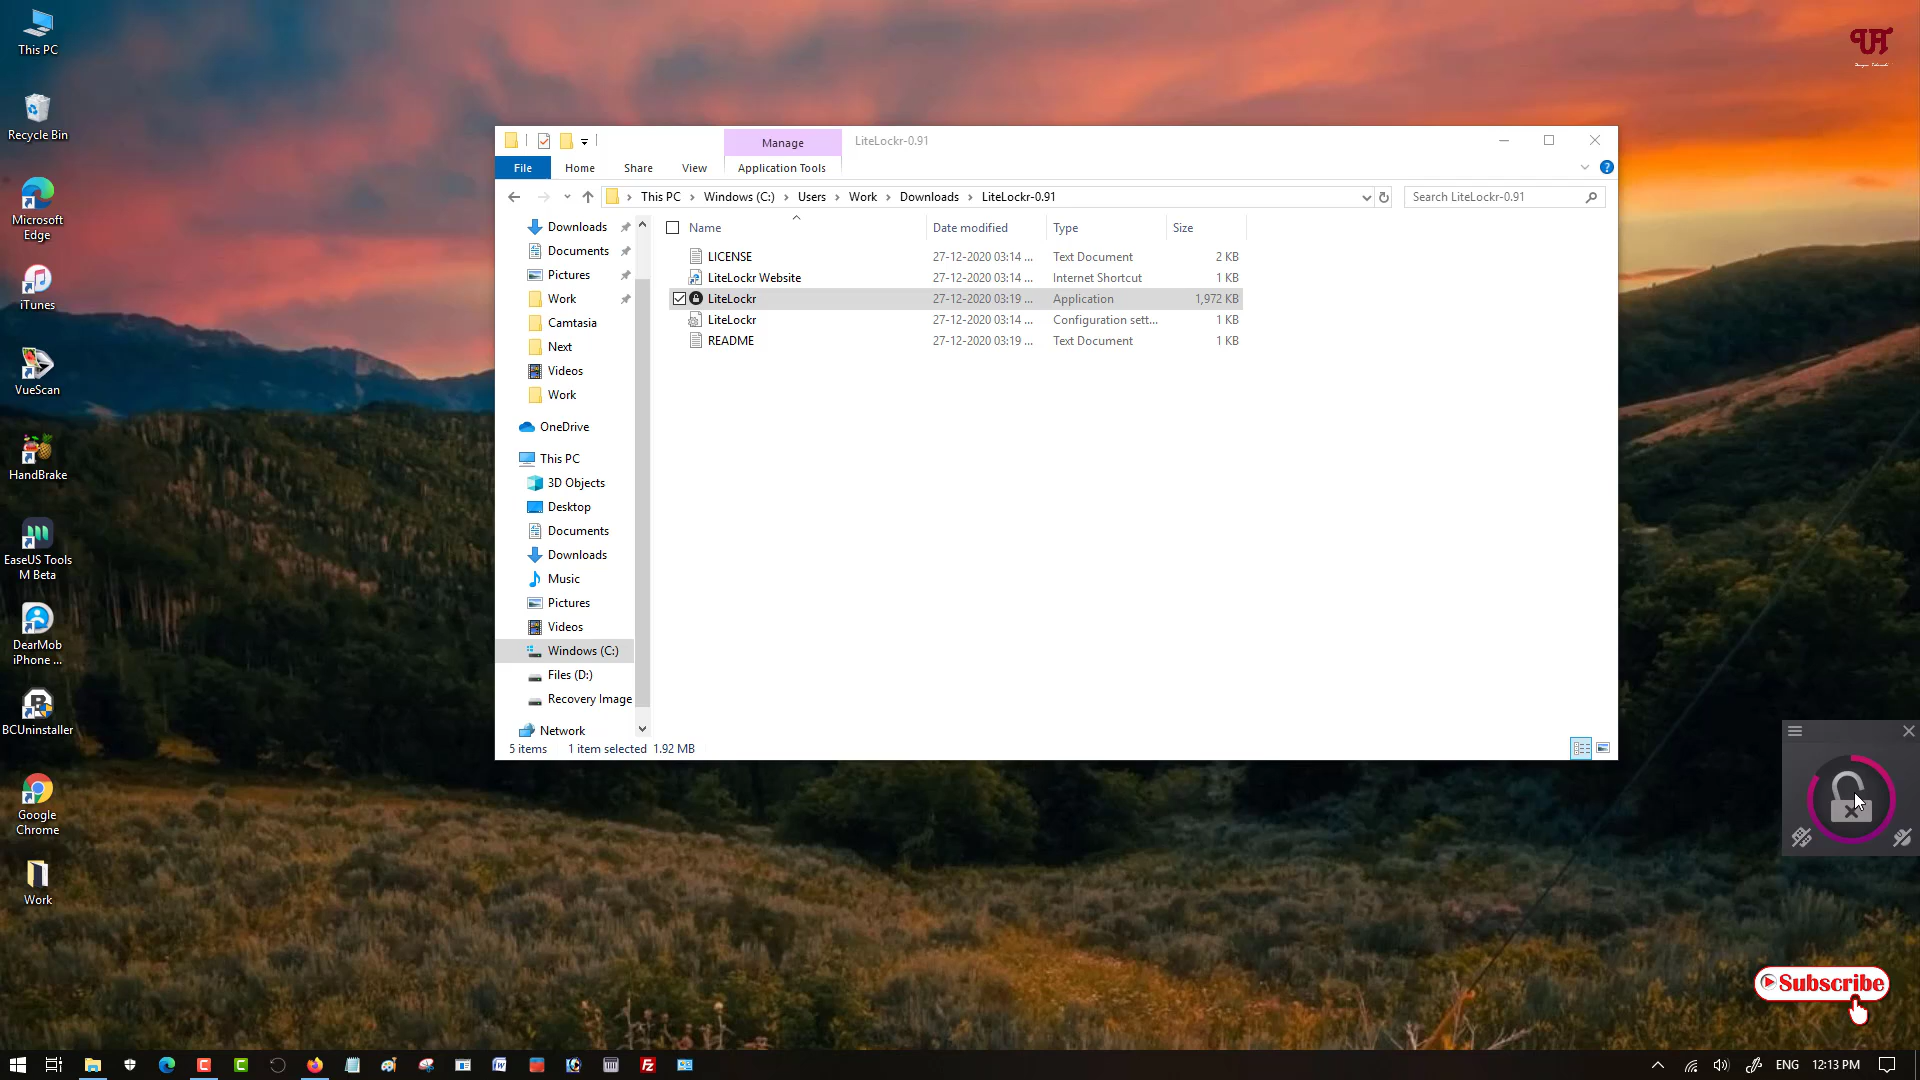 This PC
Recycle Bin
Microsoft
Edge
iTunes
VueScan
HandBrake
EaseUS Tools
M Beta
DearMob
iPhone ...
BCUninstaller
Google
Chrome
Work
UT
Manage
LiteLockr-0.91
File
Home
Share
View
Application Tools
This PC > Windows (C:) > Users > Work > Downloads > LiteLockr-0.91
Search LiteLockr-0.91
Downloads
Documents
Pictures
Work
Camtasia
Next
Videos
Work
OneDrive
This PC
3D Objects
Desktop
Documents
Downloads
Music
Pictures
Videos
Windows (C:)
Files (D:)
Recovery Image
Network
Name Date modified Type Size
LICENSE 27-12-2020 03:14 ... Text Document 2 KB
LiteLockr Website 27-12-2020 03:14 ... Internet Shortcut 1 KB
LiteLockr 27-12-2020 03:19 ... Application 1,972 KB
LiteLockr 27-12-2020 03:14 ... Configuration sett... 1 KB
README 27-12-2020 03:19 ... Text Document 1 KB
5 items 1 item selected 1.92 MB
Subscribe
ENG 12:13 PM